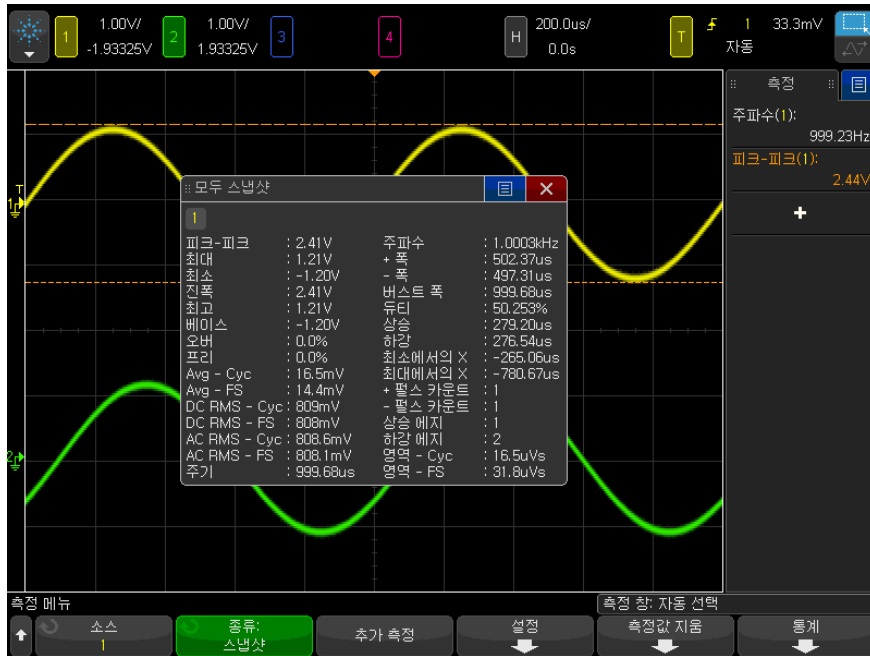 1 1.00V/ -1.93325V
2 1.00V/ 1.93325V
3
4
H 200.0us/ 0.0s
T 1 33.3mV 자동
측정
주파수(1):
999.23Hz
피크-피크(1):
2.44V
+
T
1
2
모두 스냅샷
1
피크-피크 : 2.41V 주파수 : 1.0003kHz
최대 : 1.21V + 폭 : 502.37us
최소 : -1.20V - 폭 : 497.31us
진폭 : 2.41V 버스트 폭 : 999.68us
최고 : 1.21V 듀티 : 50.253%
베이스 : -1.20V 상승 : 279.20us
오버 : 0.0% 하강 : 276.54us
프리 : 0.0% 최소에서의 X : -265.06us
Avg - Cyc : 16.5mV 최대에서의 X : -780.67us
Avg - FS : 14.4mV + 펄스 카운트 : 1
DC RMS - Cyc : 809mV - 펄스 카운트 : 1
DC RMS - FS : 808mV 상승 에지 : 1
AC RMS - Cyc : 808.6mV 하강 에지 : 2
AC RMS - FS : 808.1mV 영역 - Cyc : 16.5uVs
주기 : 999.68us 영역 - FS : 31.8uVs
측정 메뉴
측정 창: 자동 선택
소스
1
종류:
스냅샷
추가 측정
설정
측정값 지움
통계